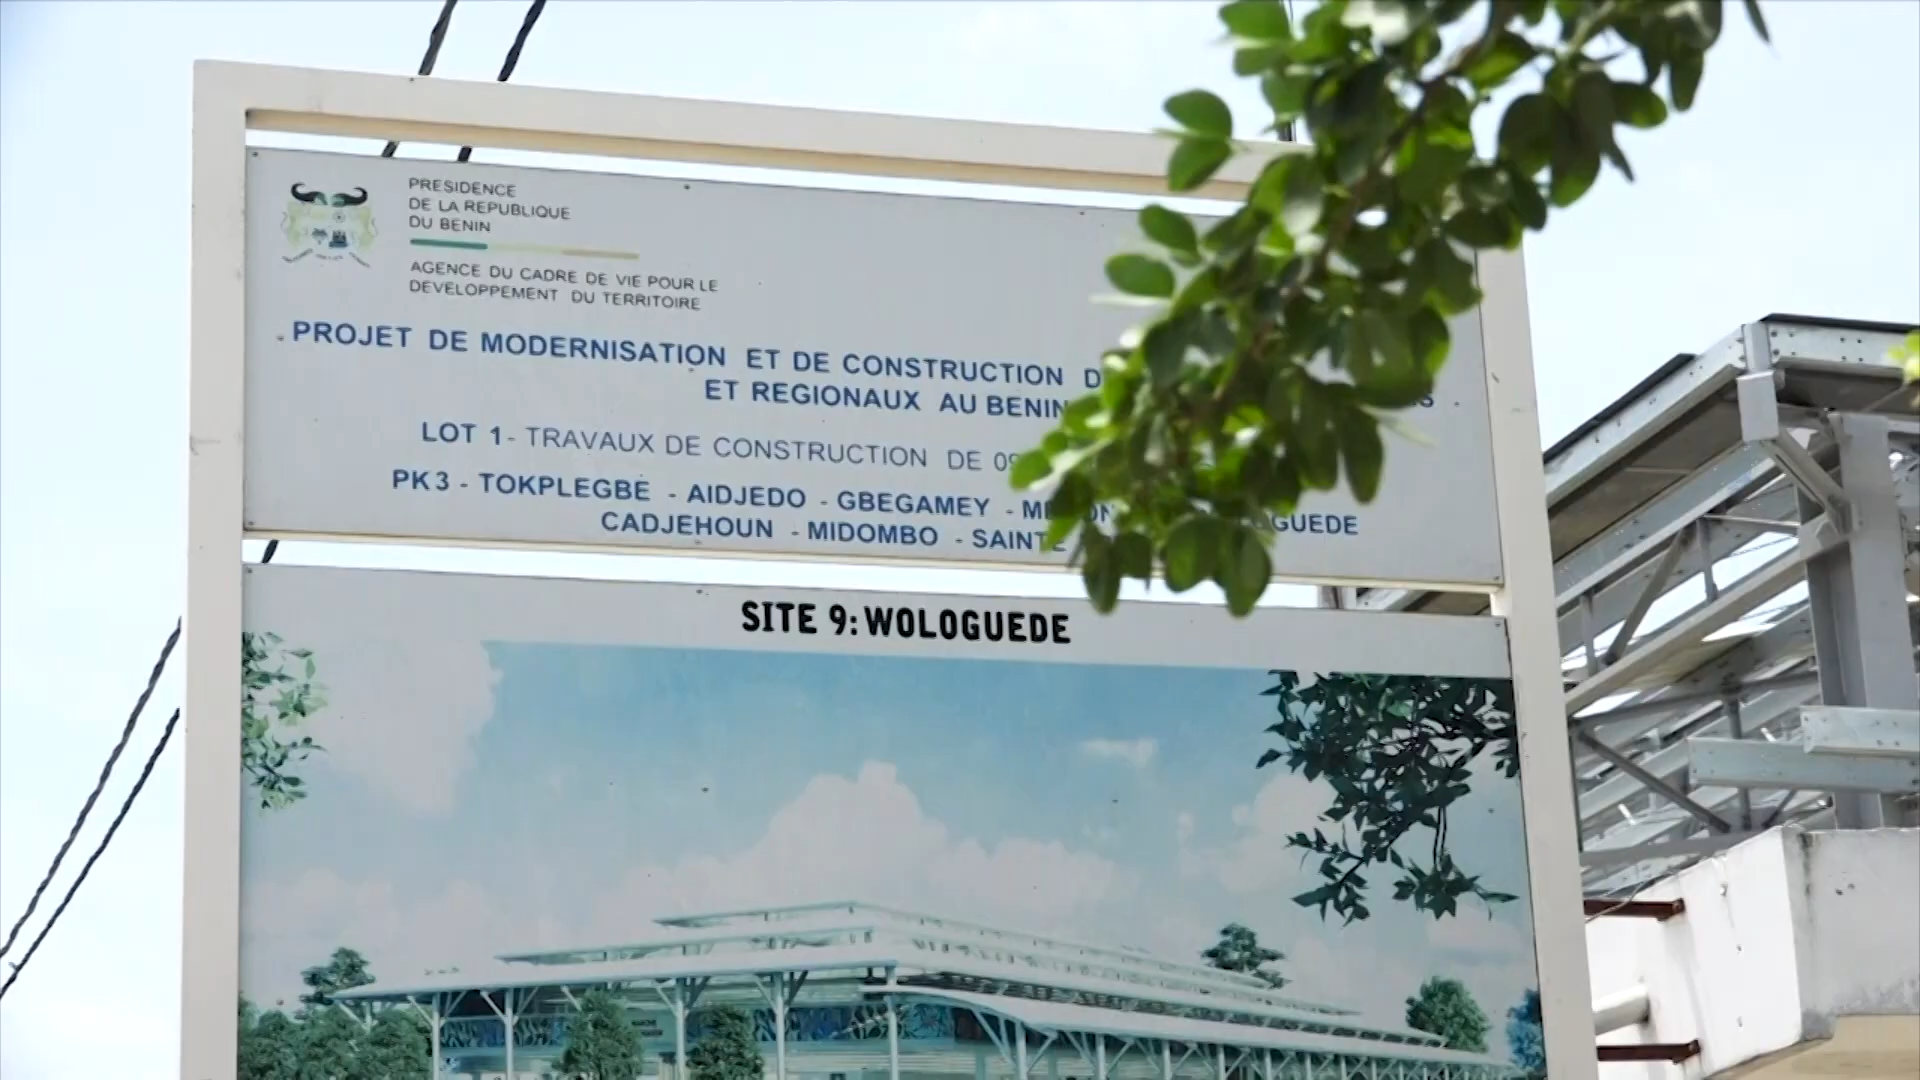 PRESIDENCE
DE LA REPUBLIQUE
DU BENIN
AGENCE DU CADRE DE VIE POUR LE
DEVELOPPEMENT DU TERRITOIRE
PROJET DE MODERNISATION ET DE CONSTRUCTION
ET REGIONAUX AU BENIN
LOT 1- TRAVAUX DE CONSTRUCTION DE 09
PK3 - TOKPLEGBE - AIDJEDO - GBEGAMEY -
CADJEHOUN - MIDOMBO - SAINTE
SITE 9: WOLOGUEDE